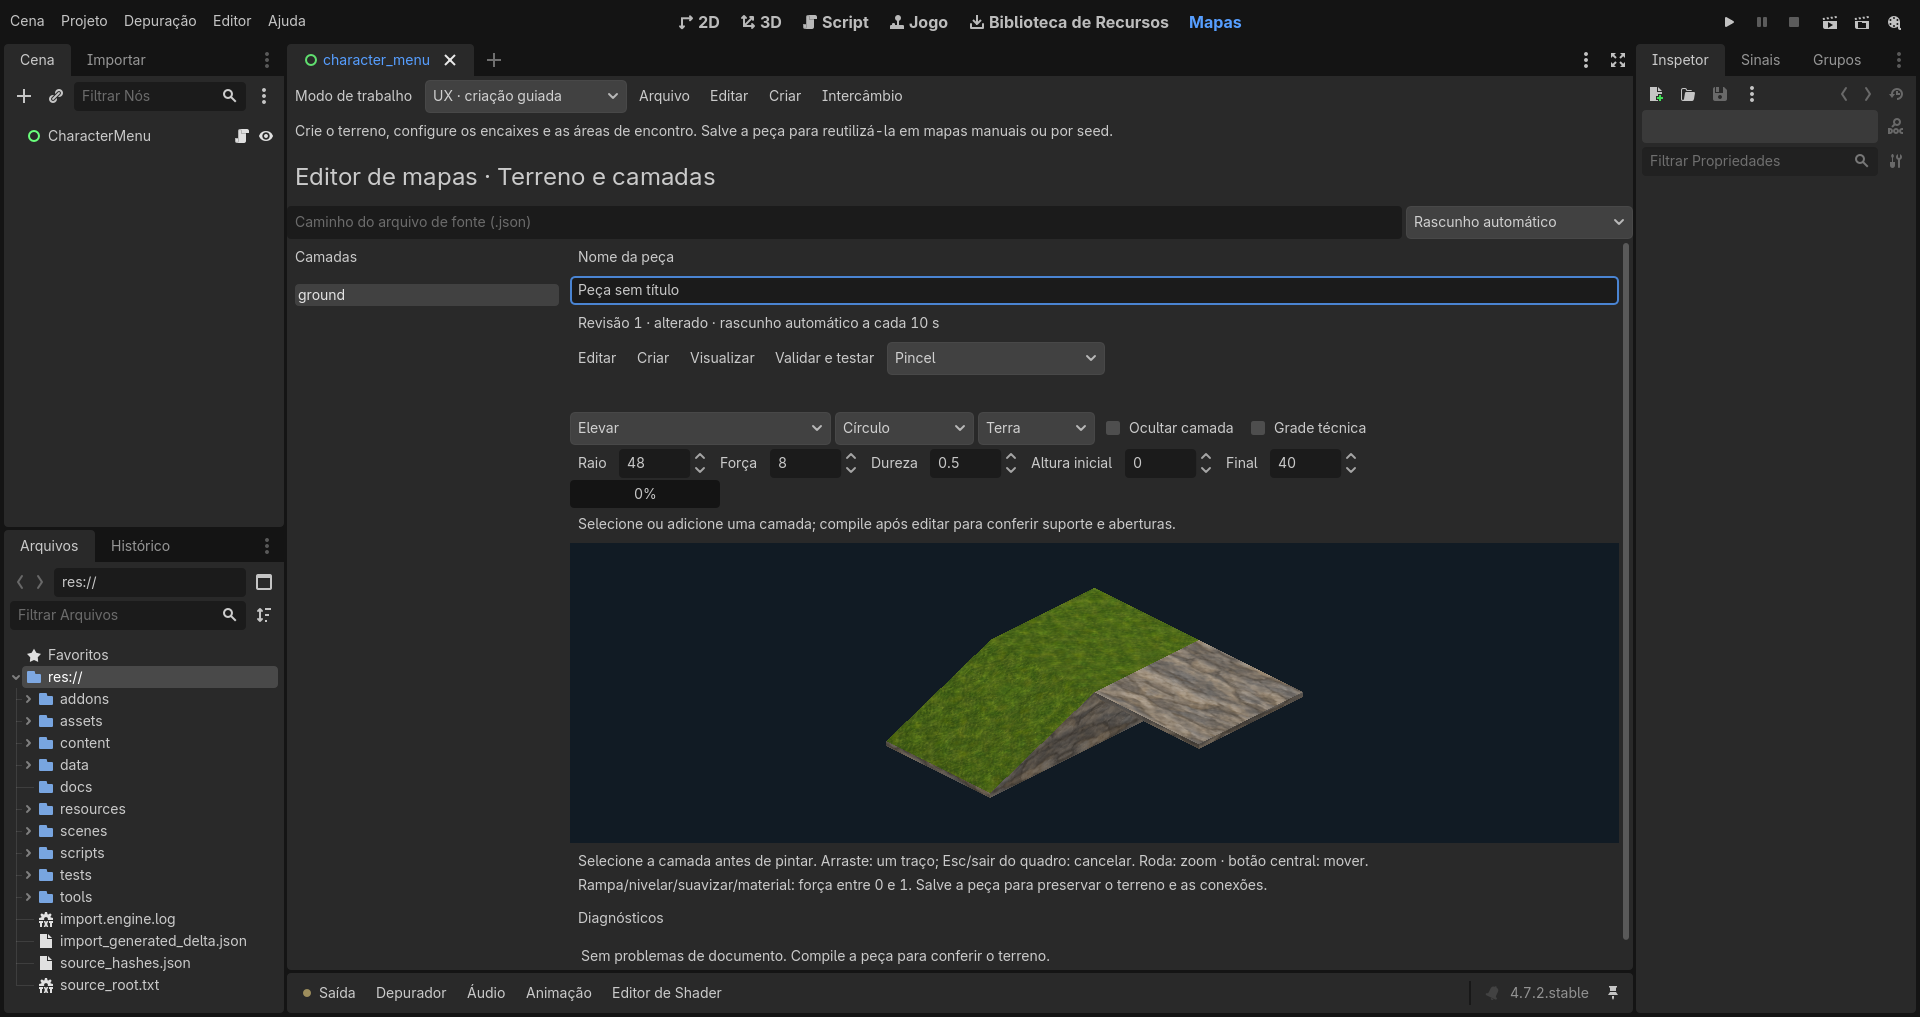 Cena Projeto Depuração Editor Ajuda
2D 3D Script Jogo Biblioteca de Recursos Mapas
Cena Importar
Filtrar Nós
CharacterMenu
character_menu
Modo de trabalho UX · criação guiada Arquivo Editar Criar Intercâmbio
Crie o terreno, configure os encaixes e as áreas de encontro. Salve a peça para reutilizá-la em mapas manuais ou por seed.
Editor de mapas · Terreno e camadas
Caminho do arquivo de fonte (.json) Rascunho automático
Camadas
ground
Nome da peça
Peça sem título
Revisão 1 · alterado · rascunho automático a cada 10 s
Editar Criar Visualizar Validar e testar Pincel
Elevar Círculo Terra Ocultar camada Grade técnica
Raio 48 Força 8 Dureza 0.5 Altura inicial 0 Final 40
0%
Selecione ou adicione uma camada; compile após editar para conferir suporte e aberturas.
Selecione a camada antes de pintar. Arraste: um traço; Esc/sair do quadro: cancelar. Roda: zoom · botão central: mover.
Rampa/nivelar/suavizar/material: força entre 0 e 1. Salve a peça para preservar o terreno e as conexões.
Diagnósticos
Sem problemas de documento. Compile a peça para conferir o terreno.
Arquivos Histórico
res://
Filtrar Arquivos
Favoritos
res://
addons
assets
content
data
docs
resources
scenes
scripts
tests
tools
import.engine.log
import_generated_delta.json
source_hashes.json
source_root.txt
Saída Depurador Áudio Animação Editor de Shader 4.7.2.stable
Inspetor Sinais Grupos
DOC
Filtrar Propriedades